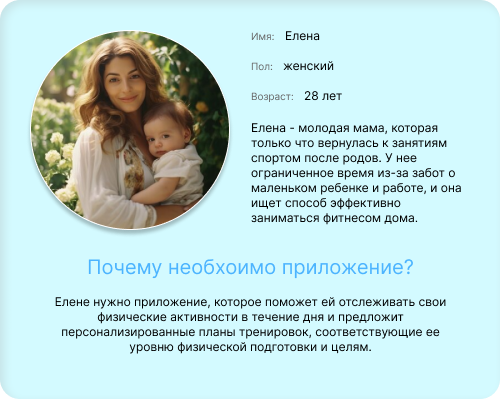 Имя: Елена
Пол: женский
Возраст: 28 лет
Елена - молодая мама, которая
только что вернулась к занятиям
спортом после родов. У нее
ограниченное время из-за забот о
маленьком ребенке и работе, и она
ищет способ эффективно
заниматься фитнесом дома.
Почему необхоимо приложение?
Елене нужно приложение, которое поможет ей отслеживать свои
физические активности в течение дня и предложит
персонализированные планы тренировок, соответствующие ее
уровню физической подготовки и целям.